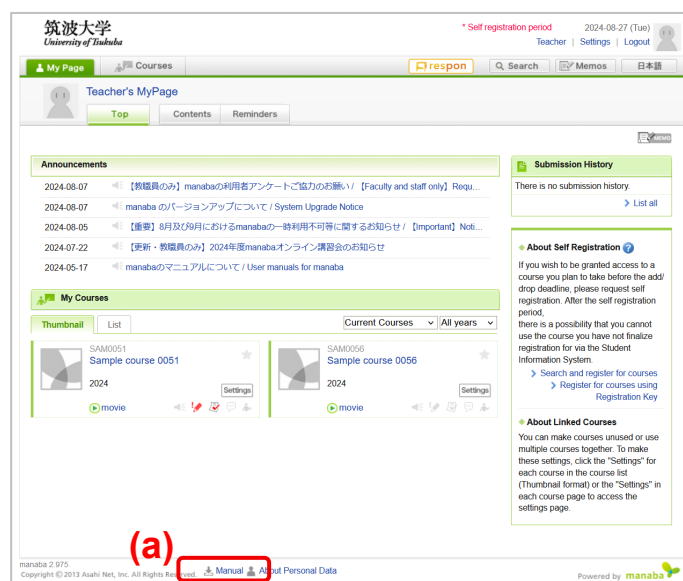 筑波大学
University of Tsukuba
* Self registration period 2024-08-27 (Tue)
Teacher | Settings | Logout
My Page Courses respon Search Memos 日本語
Teacher's MyPage
Top Contents Reminders
MEMO
Announcements
2024-08-07 【教職員のみ】manabaの利用者アンケートご協力のお願い / 【Faculty and staff only】Requ...
2024-08-07 manaba のバージョンアップについて / System Upgrade Notice
2024-08-05 【重要】8月及び9月におけるmanabaの一時利用不可等に関するお知らせ / 【Important】Noti...
2024-07-22 【更新・教職員のみ】2024年度manabaオンライン講習会のお知らせ
2024-05-17 manabaのマニュアルについて / User manuals for manaba
My Courses
Thumbnail List Current Courses All years
SAM0051
Sample course 0051
2024
Settings
movie
SAM0056
Sample course 0056
2024
Settings
movie
Submission History
There is no submission history.
List all
About Self Registration ?
If you wish to be granted access to a
course you plan to take before the add/
drop deadline, please request self
registration. After the self registration
period,
there is a possibility that you cannot
use the course you have not finalize
registration for via the Student
Information System.
Search and register for courses
Register for courses using
Registration Key
About Linked Courses
You can make courses unused or use
multiple courses together. To make
these settings, click the "Settings" for
each course in the course list
(Thumbnail format) or the "Settings" in
each course page to access the
settings page.
(a)
manaba 2.975
Copyright © 2013 Asahi Net, Inc. All Rights Reserved. Manual About Personal Data
Powered by manaba